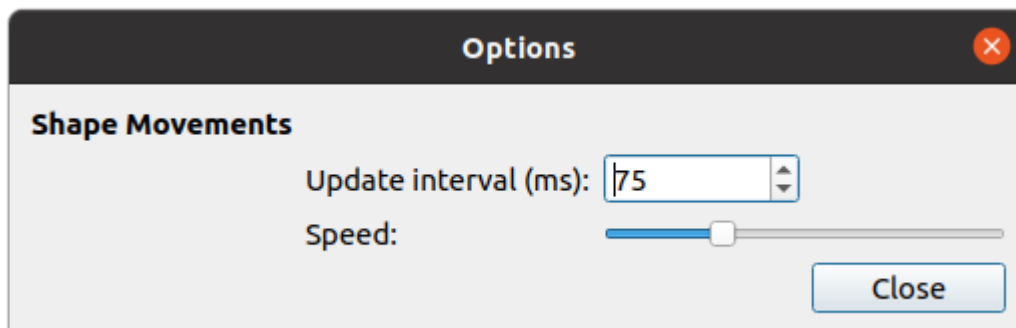 Options
Shape Movements
Update interval (ms): 75
Speed:
Close